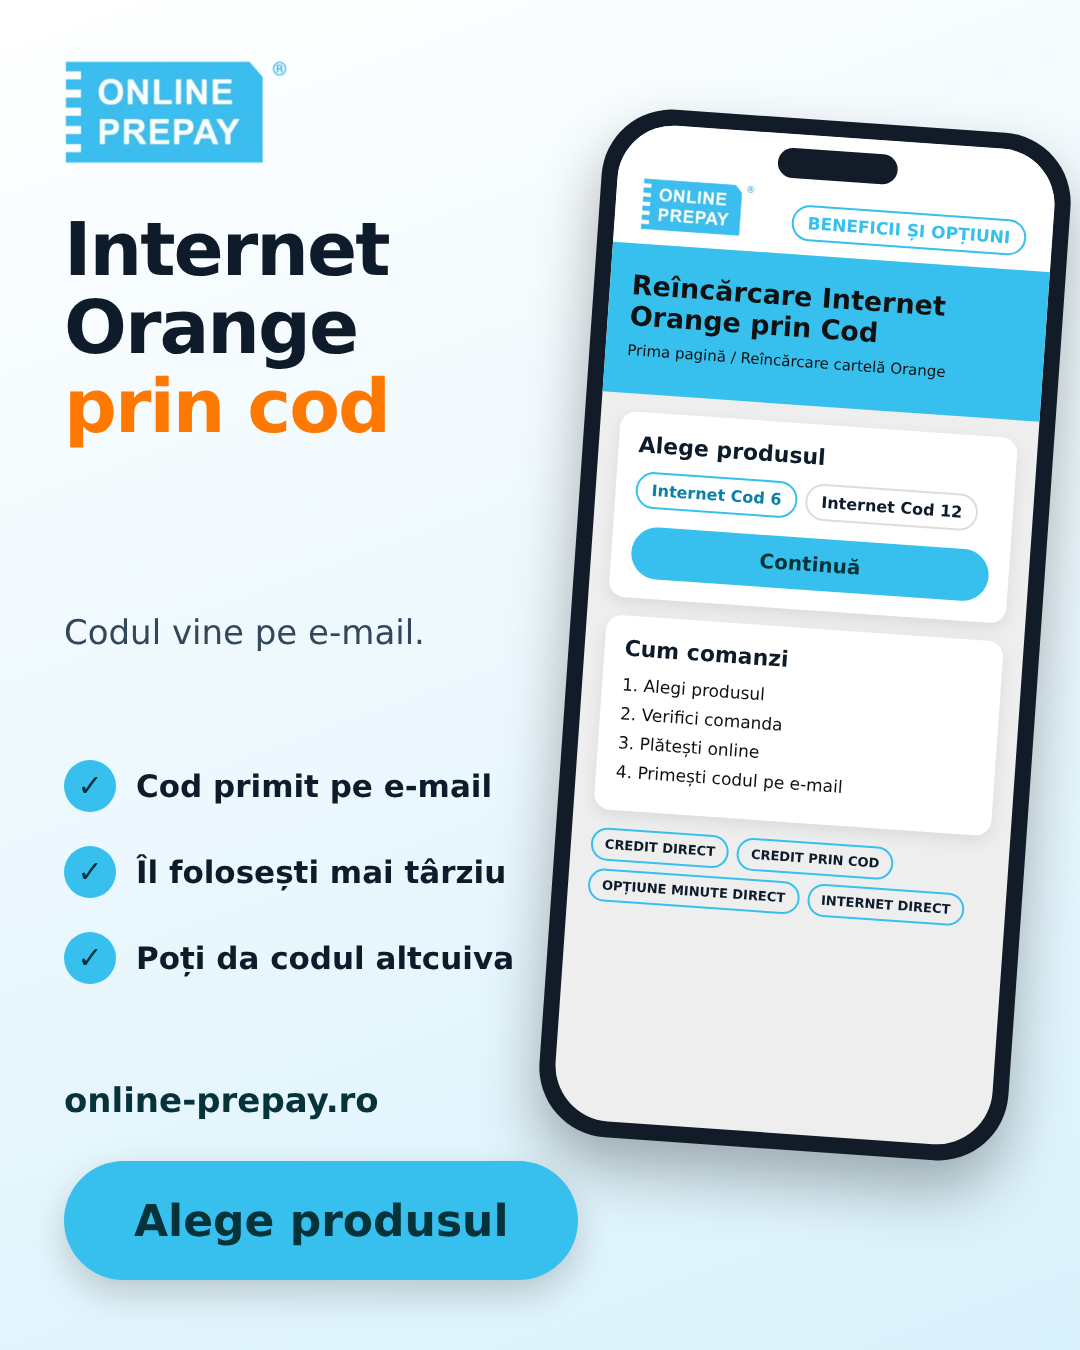 ONLINE
PREPAY
®
Internet
Orange
prin cod
Codul vine pe e-mail.
✓ Cod primit pe e-mail
✓ Îl folosești mai târziu
✓ Poți da codul altcuiva
online-prepay.ro
Alege produsul
ONLINE
PREPAY
®
BENEFICII ȘI OPȚIUNI
Reîncărcare Internet
Orange prin Cod
Prima pagină / Reîncărcare cartelă Orange
Alege produsul
Internet Cod 6
Internet Cod 12
Continuă
Cum comanzi
1. Alegi produsul
2. Verifici comanda
3. Plătești online
4. Primești codul pe e-mail
CREDIT DIRECT
CREDIT PRIN COD
OPȚIUNE MINUTE DIRECT
INTERNET DIRECT